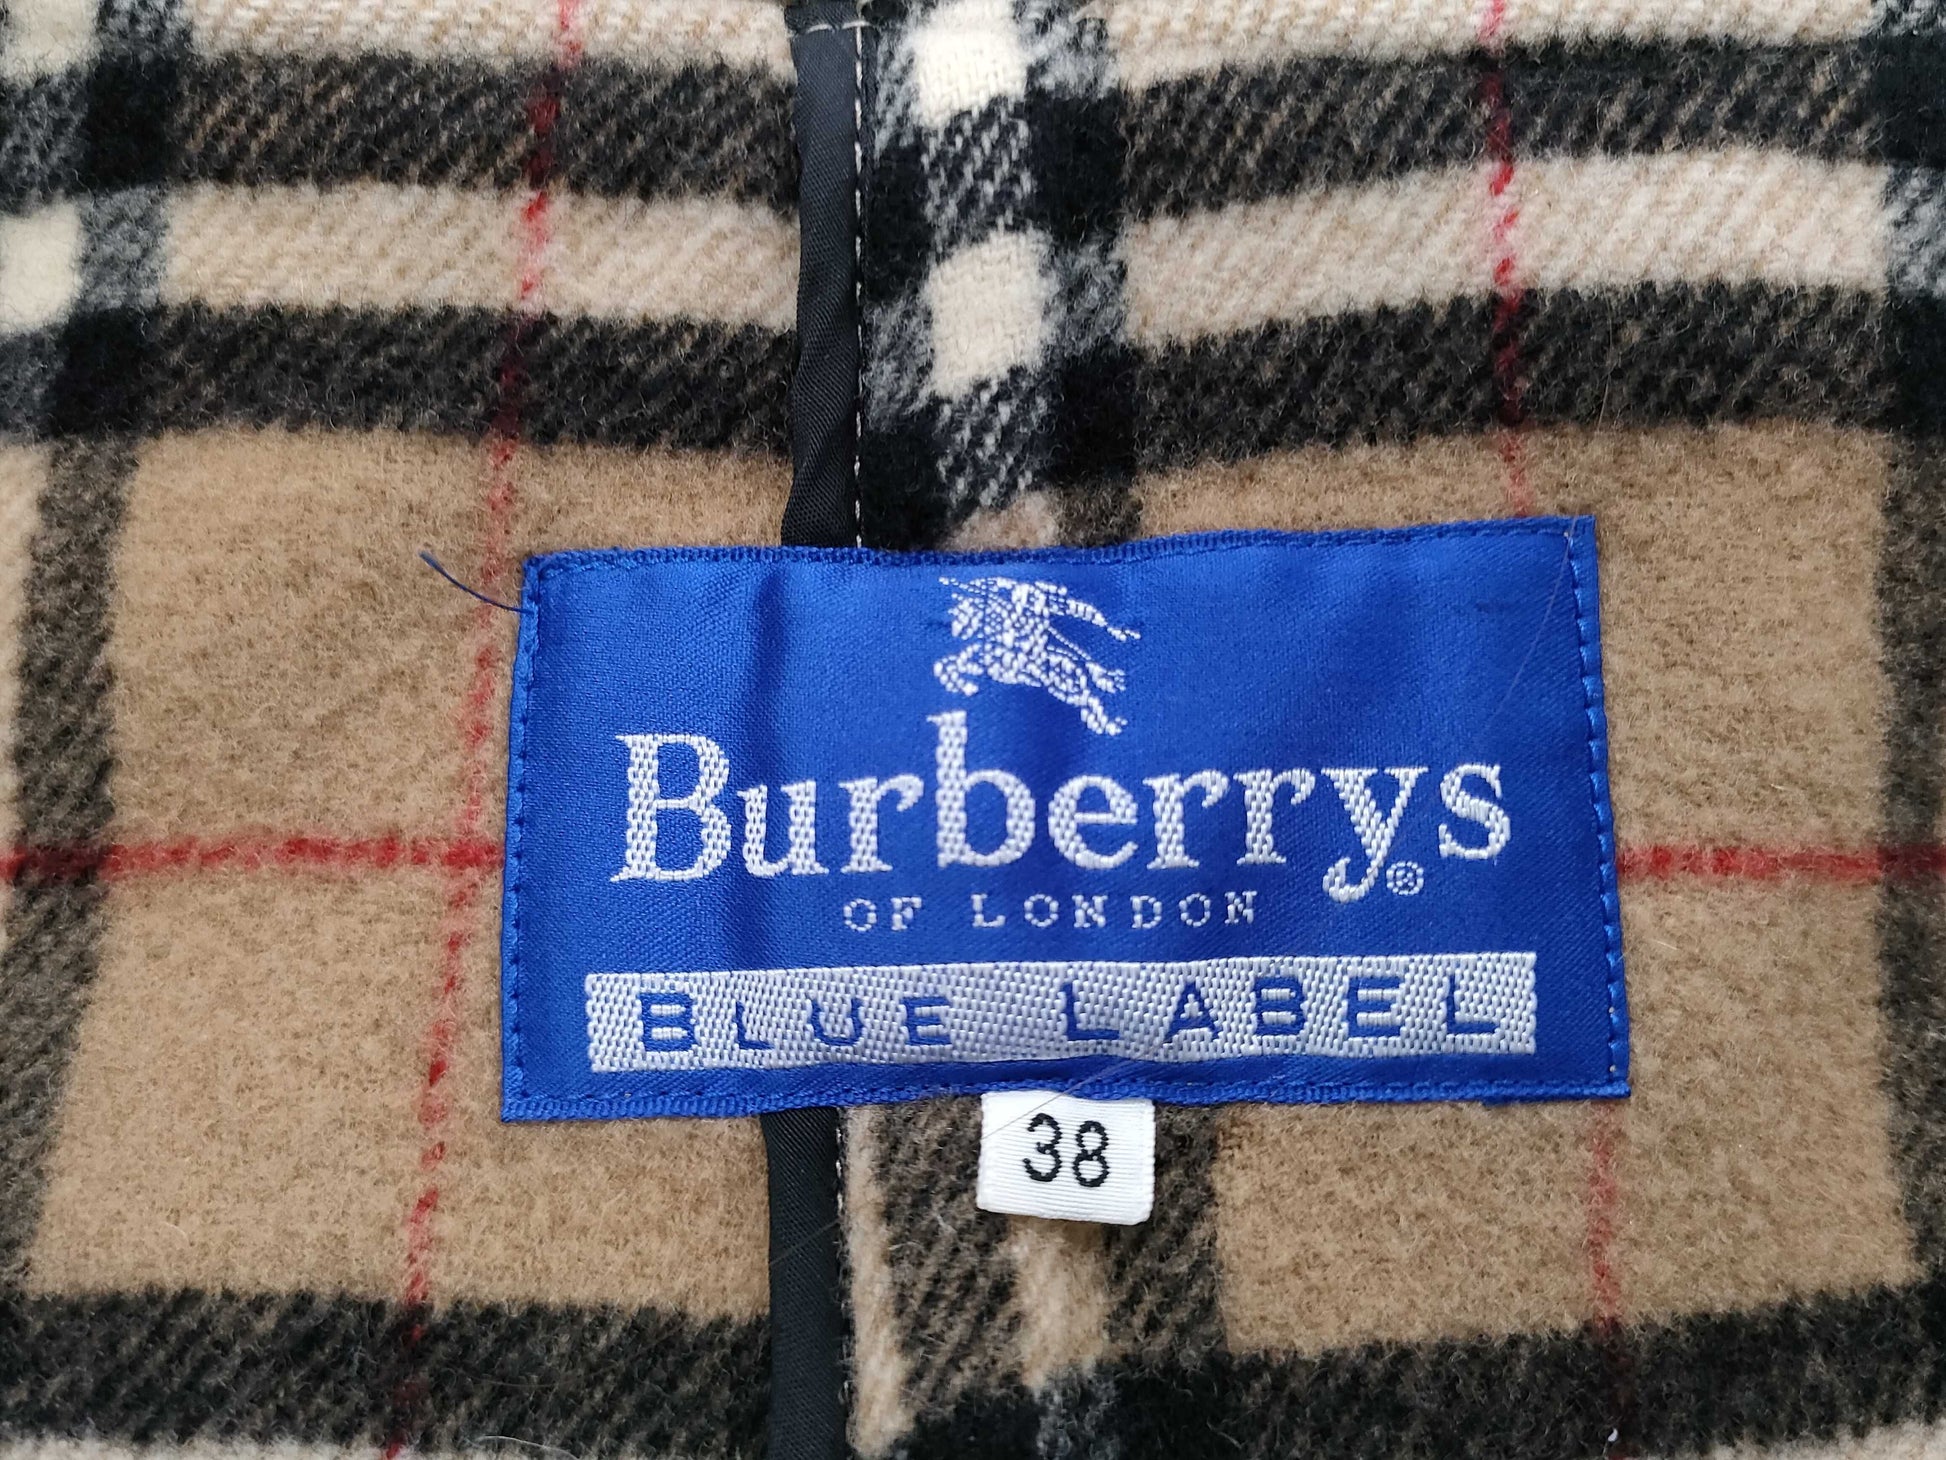 Burberrys®
OF LONDON
BLUE LABEL
38